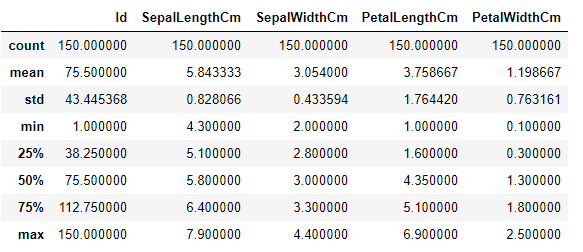 Id SepalLengthCm SepalWidthCm PetalLengthCm PetalWidthCm
count 150.000000 150.000000 150.000000 150.000000 150.000000
mean 75.500000 5.843333 3.054000 3.758667 1.198667
std 43.445368 0.828066 0.433594 1.764420 0.763161
min 1.000000 4.300000 2.000000 1.000000 0.100000
25% 38.250000 5.100000 2.800000 1.600000 0.300000
50% 75.500000 5.800000 3.000000 4.350000 1.300000
75% 112.750000 6.400000 3.300000 5.100000 1.800000
max 150.000000 7.900000 4.400000 6.900000 2.500000